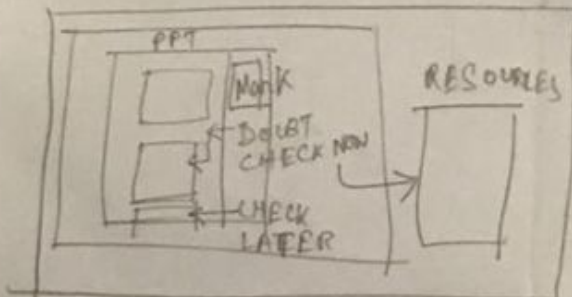 PPT
Mark
RESOURCES
DOUBT
CHECK NOW
CHECK
LATER